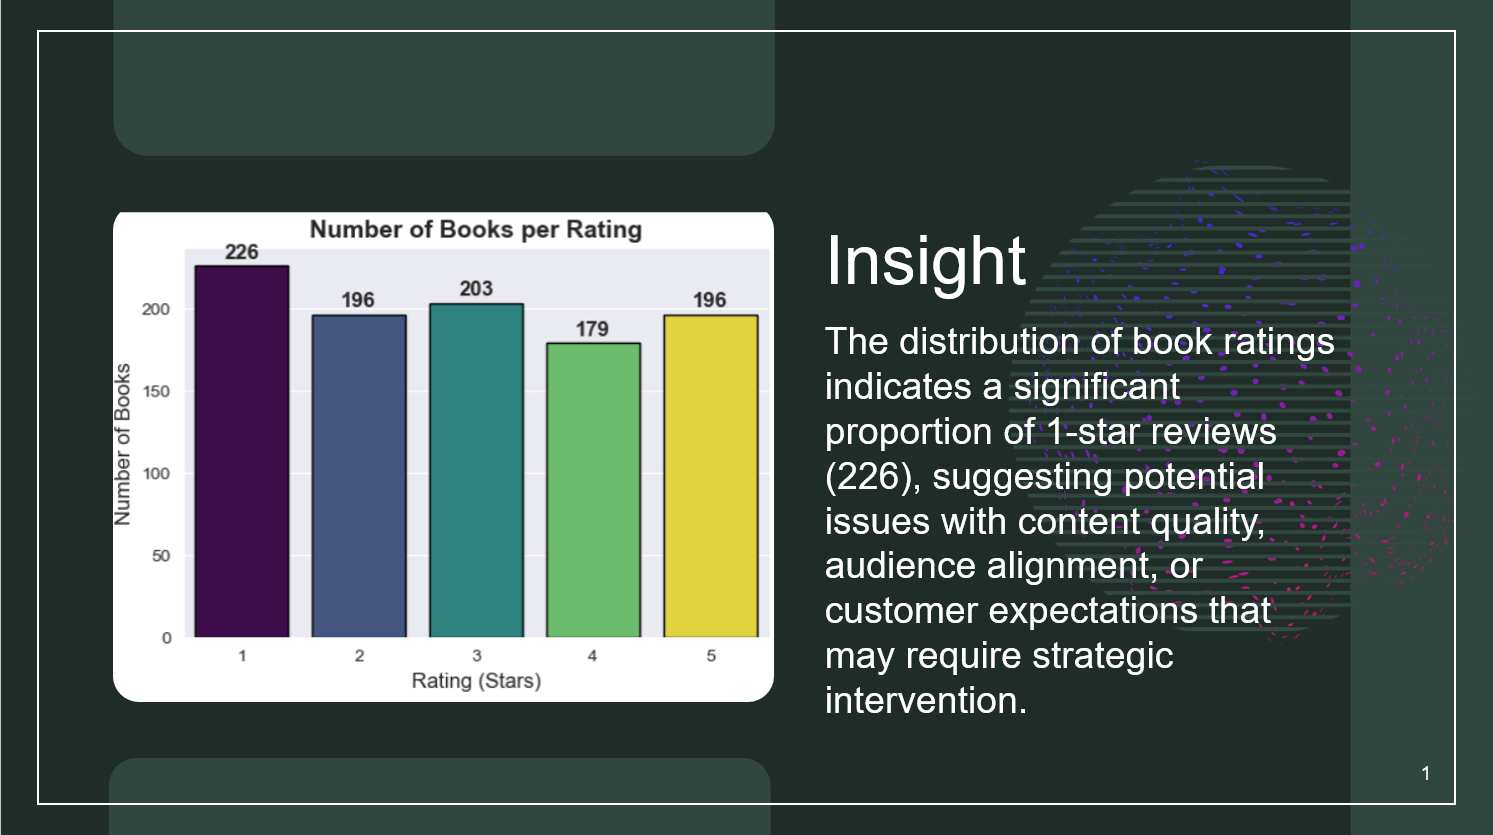 Number of Books per Rating
226
196
203
179
196
200
150
100
50
0
Number of Books
1 2 3 4 5
Rating (Stars)
Insight
The distribution of book ratings
indicates a significant
proportion of 1-star reviews
(226), suggesting potential
issues with content quality,
audience alignment, or
customer expectations that
may require strategic
intervention.
1